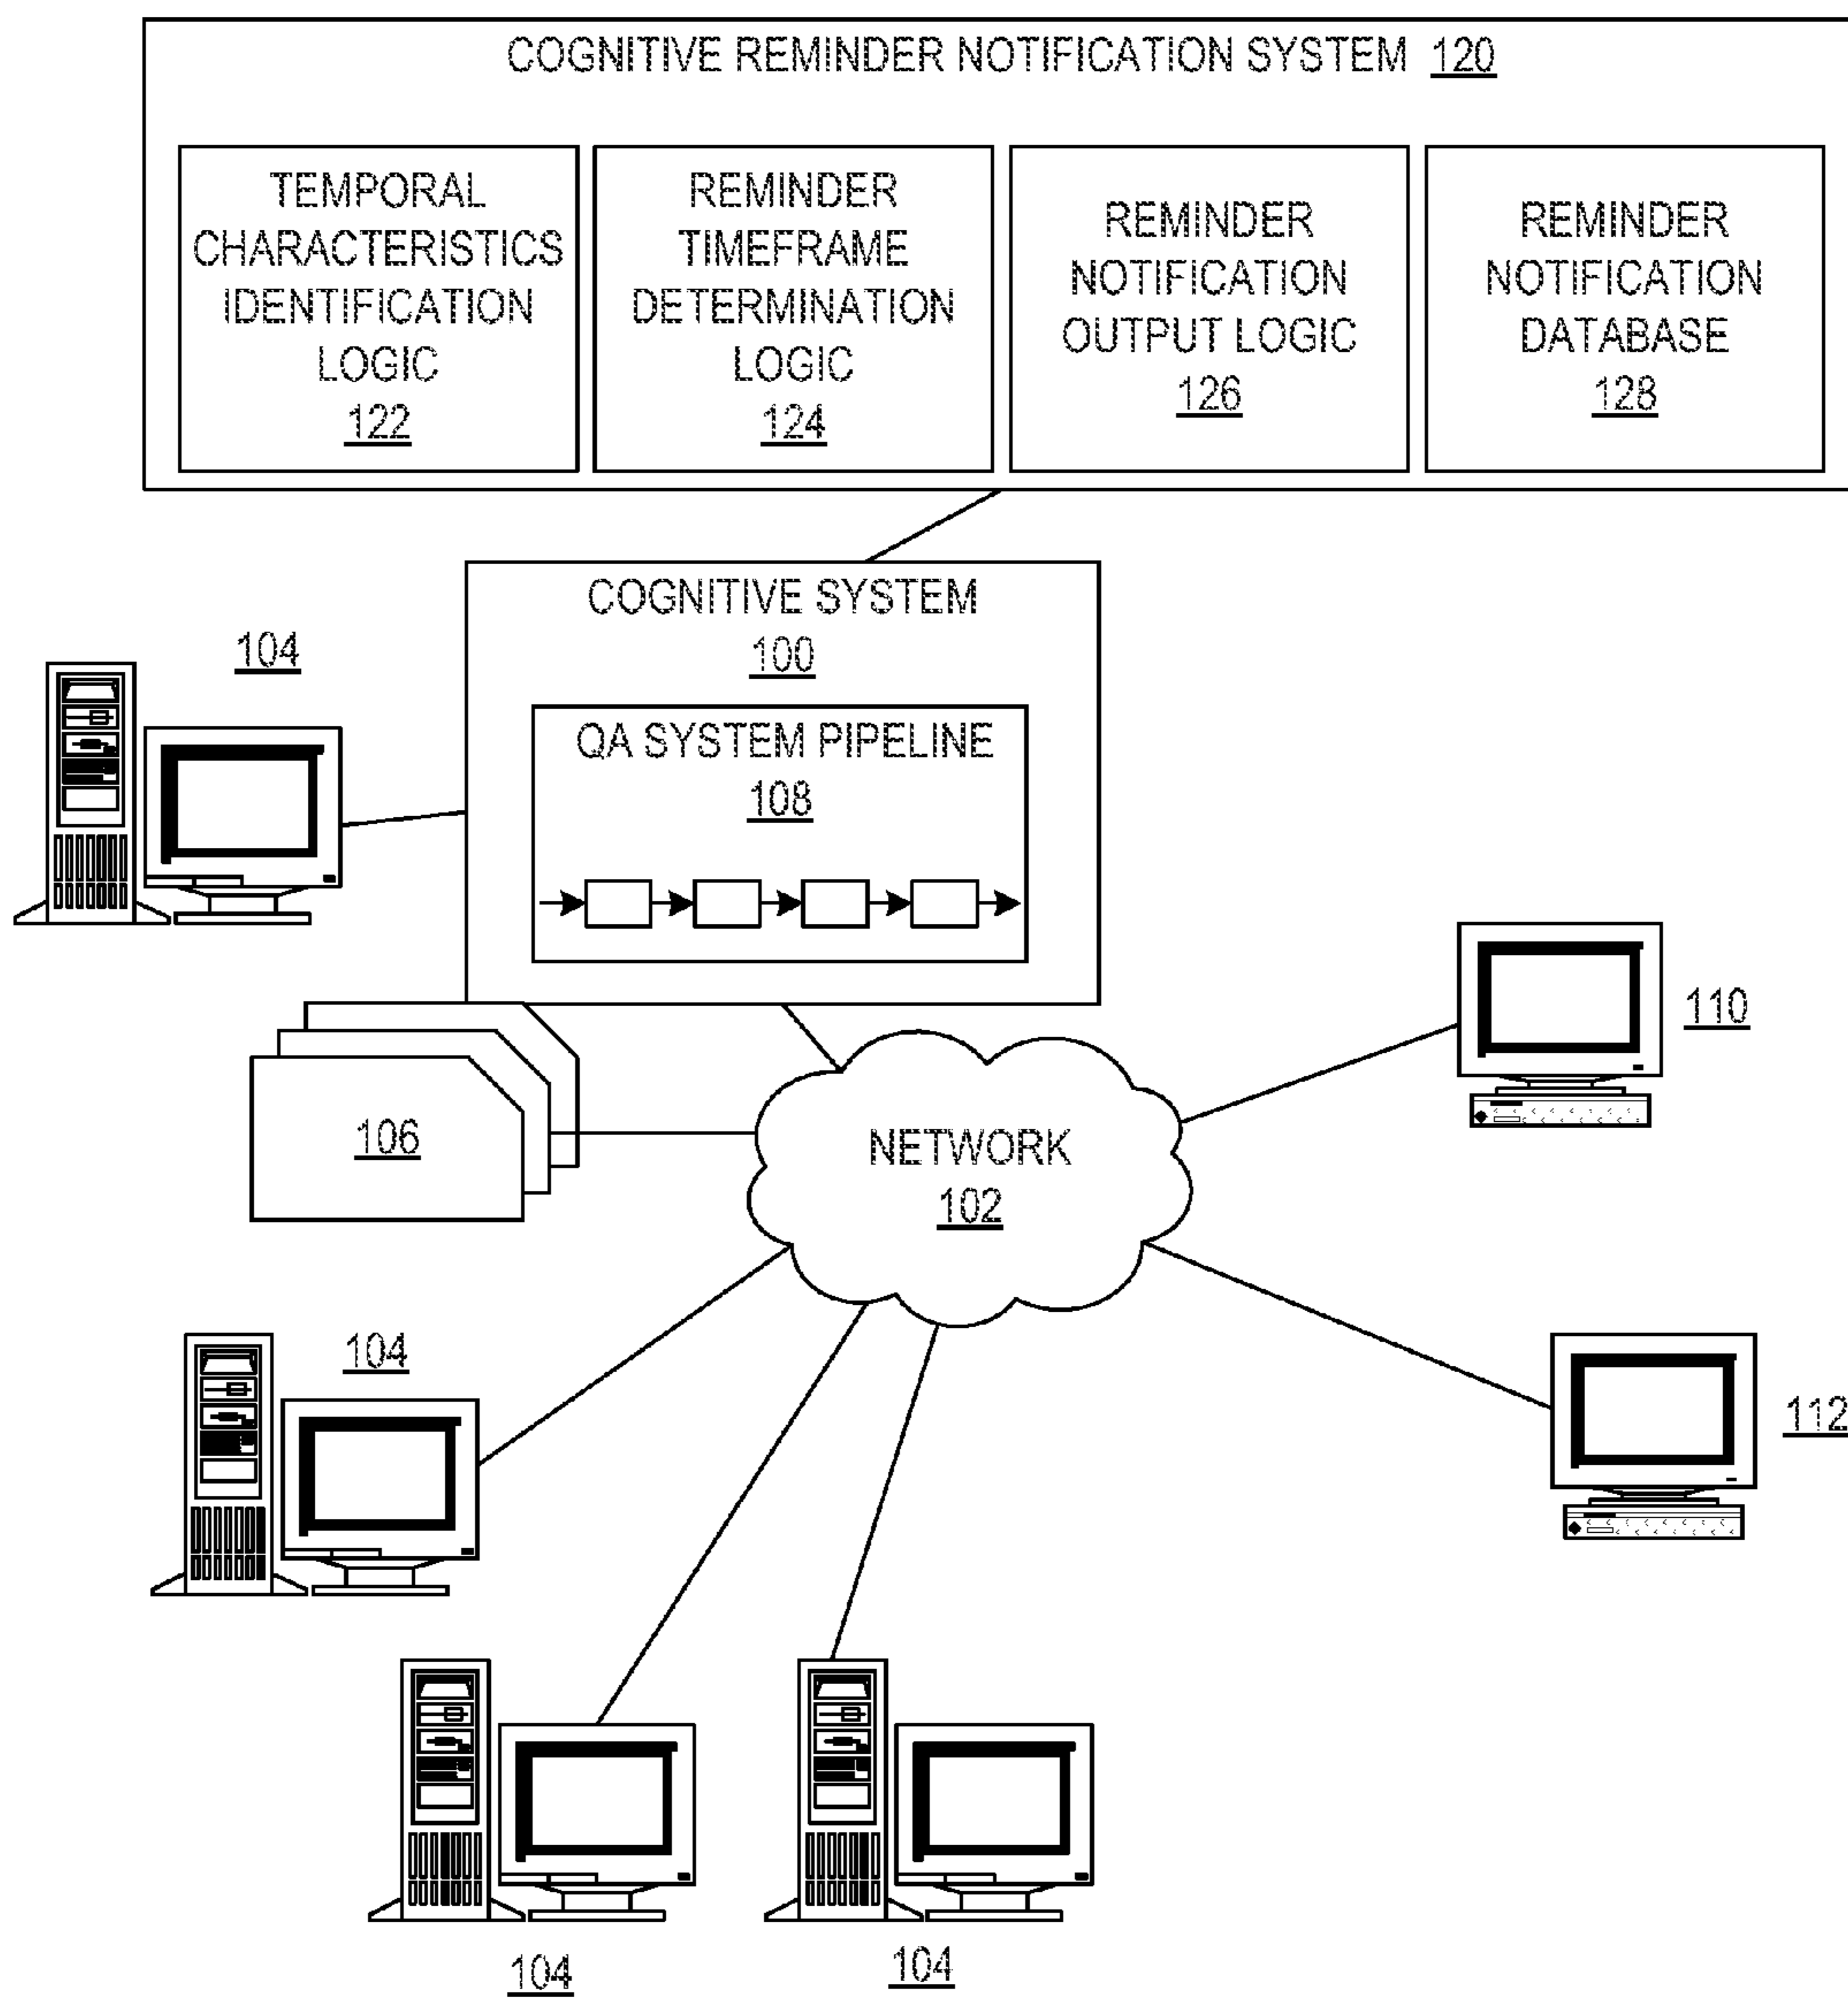 COGNITIVE REMINDER NOTIFICATION SYSTEM 120
TEMPORAL
CHARACTERISTICS
IDENTIFICATION
LOGIC
122
REMINDER
TIMEFRAME
DETERMINATION
LOGIC
124
REMINDER
NOTIFICATION
OUTPUT LOGIC
126
REMINDER
NOTIFICATION
DATABASE
128
COGNITIVE SYSTEM
100
104
QA SYSTEM PIPELINE
108
110
106
NETWORK
102
104
112
104
104